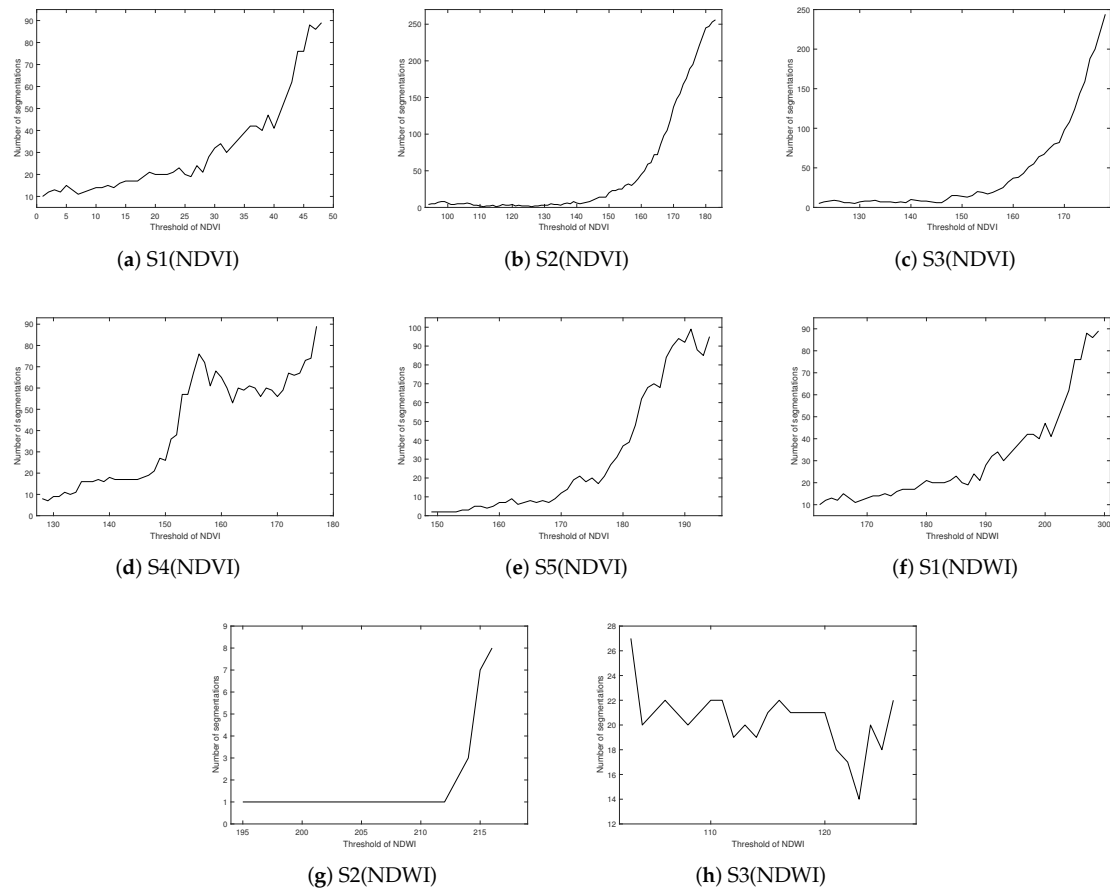 90
80
70
60
50
40
30
20
10
Number of segmentations
0 5 10 15 20 25 30 35 40 45 50
Threshold of NDVI
(a) S1(NDVI)
250
200
150
100
50
0
Number of segmentations
100 110 120 130 140 150 160 170 180
Threshold of NDVI
(b) S2(NDVI)
250
200
150
100
50
0
Number of segmentations
130 140 150 160 170
Threshold of NDVI
(c) S3(NDVI)
90
80
70
60
50
40
30
20
10
0
Number of segmentations
130 140 150 160 170 180
Threshold of NDVI
(d) S4(NDVI)
100
90
80
70
60
50
40
30
20
10
0
Number of segmentations
150 160 170 180 190
Threshold of NDVI
(e) S5(NDVI)
90
80
70
60
50
40
30
20
10
Number of segmentations
170 180 190 200 300
Threshold of NDWI
(f) S1(NDWI)
9
8
7
6
5
4
3
2
1
0
Number of segmentations
195 200 205 210 215
Threshold of NDWI
(g) S2(NDWI)
28
26
24
22
20
18
16
14
12
Number of segmentations
110 120
Threshold of NDWI
(h) S3(NDWI)